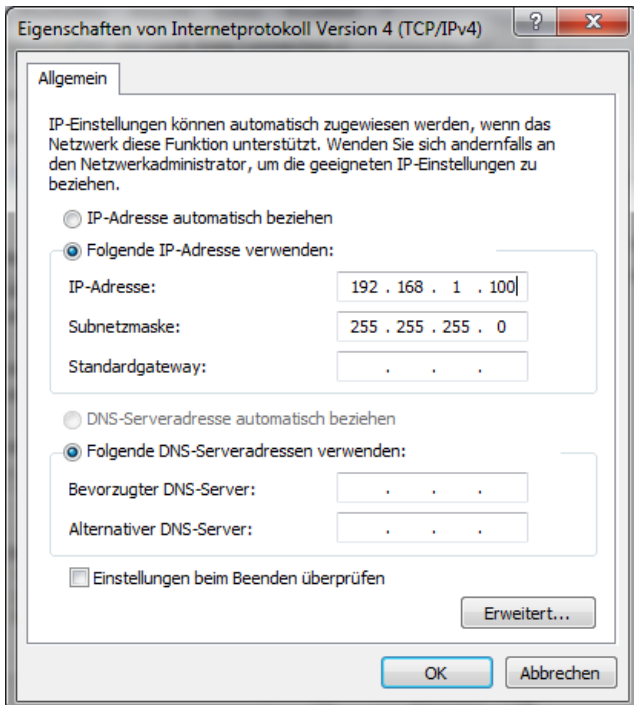 Eigenschaften von Internetprotokoll Version 4 (TCP/IPv4)
?
Allgemein
IP-Einstellungen können automatisch zugewiesen werden, wenn das
Netzwerk diese Funktion unterstützt. Wenden Sie sich andernfalls an
den Netzwerkadministrator, um die geeigneten IP-Einstellungen zu
beziehen.
IP-Adresse automatisch beziehen
Folgende IP-Adresse verwenden:
IP-Adresse: 192 . 168 . 1 . 100
Subnetzmaske: 255 . 255 . 255 . 0
Standardgateway: . . .
DNS-Serveradresse automatisch beziehen
Folgende DNS-Serveradressen verwenden:
Bevorzugter DNS-Server: . . .
Alternativer DNS-Server: . . .
Einstellungen beim Beenden überprüfen
Erweitert...
OK Abbrechen